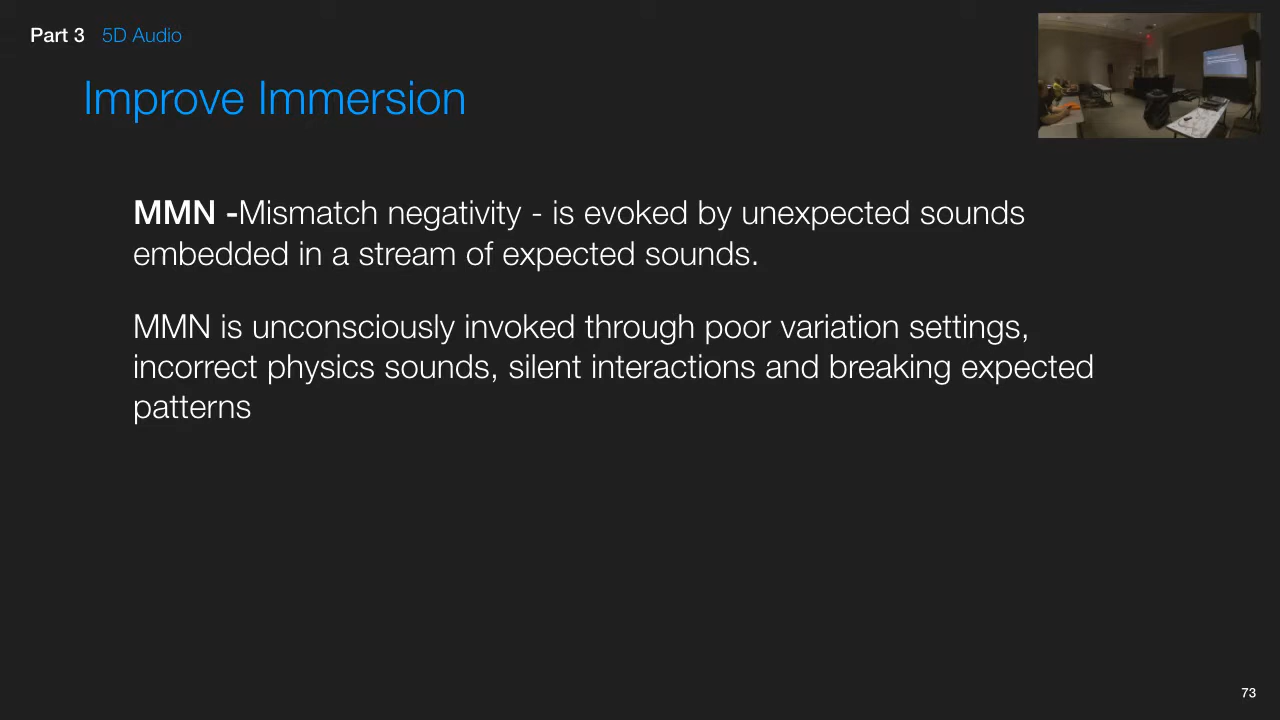 Part 3 5D Audio
Improve Immersion
MMN -Mismatch negativity - is evoked by unexpected sounds
embedded in a stream of expected sounds.
MMN is unconsciously invoked through poor variation settings,
incorrect physics sounds, silent interactions and breaking expected
patterns
73